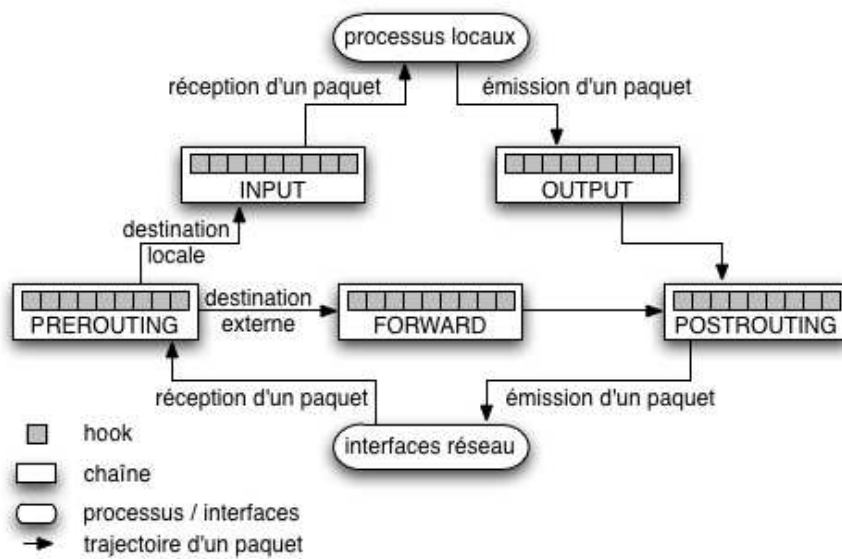 processus locaux
réception d'un paquet
émission d'un paquet
INPUT
OUTPUT
destination
locale
PREROUTING
destination
externe
FORWARD
POSTROUTING
réception d'un paquet
émission d'un paquet
interfaces réseau
hook
chaîne
processus / interfaces
trajectoire d'un paquet